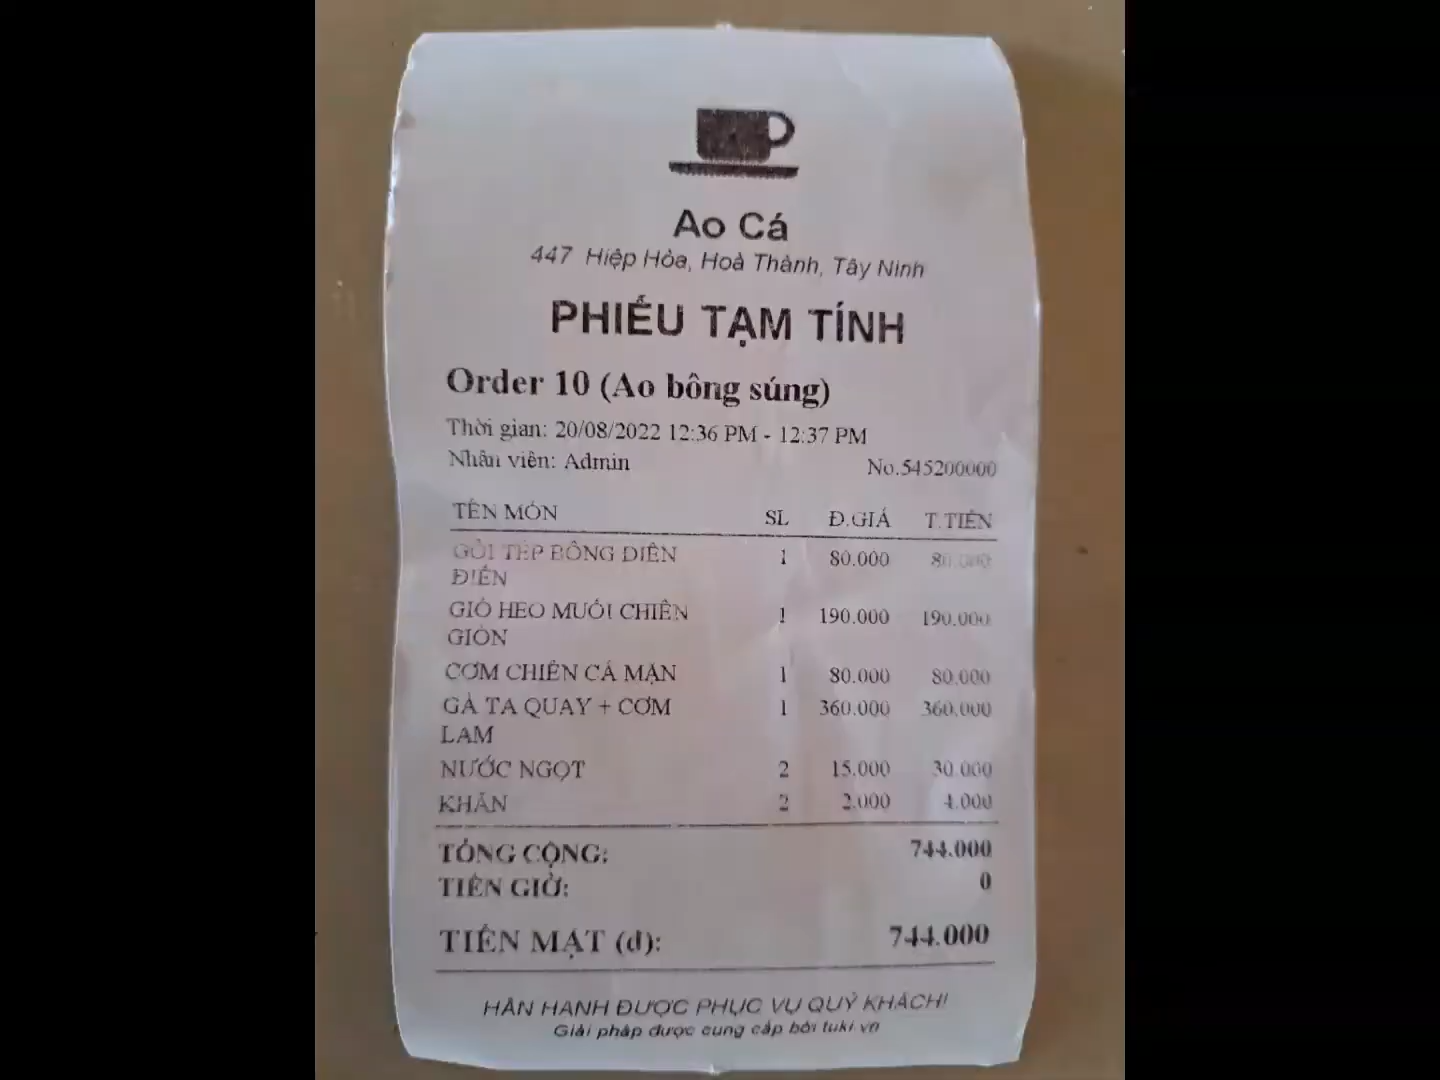 Ao Cá
447 Hiệp Hòa, Hoà Thành, Tây Ninh
PHIẾU TẠM TÍNH
Order 10 (Ao bông súng)
Thời gian: 20/08/2022 12:36 PM - 12:37 PM
Nhân viên: Admin No.545200000
TÊN MÓN SL Đ.GIÁ T.TIỀN
GỎI TÉP BÔNG ĐIÊN 1 80.000 80.000
ĐIỂN
GIÒ HEO MUỐI CHIÊN 1 190.000 190.000
GIÒN
CƠM CHIÊN CÁ MẶN 1 80.000 80.000
GÀ TA QUAY + CƠM 1 360.000 360.000
LAM
NƯỚC NGỌT 2 15.000 30.000
KHĂN 2 2.000 4.000
TỔNG CỘNG: 744.000
TIỀN GIỜ: 0
TIỀN MẶT (đ): 744.000
HÂN HẠNH ĐƯỢC PHỤC VỤ QUÝ KHÁCH!
Giải pháp được cung cấp bởi tuki.vn